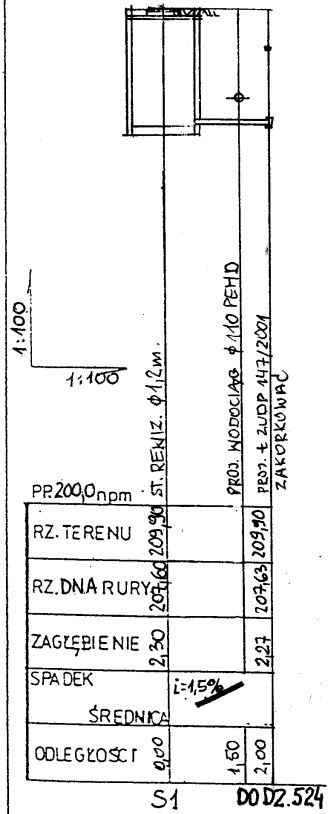 1:100
1:100
ST. REWIZ. φ1,2m.
PROJ. WODOCIĄG φ110 PEHD
PROJ. t ZUDP 147/2001
ZAKORKOWAĆ
PP.200,0npm
RZ. TERENU 209,90 209,90
RZ. DNA RURY 207,60 207,63
ZAGŁĘBIENIE 2,30 2,27
SPADEK i=1,5%
ŚREDNICA
ODLEGŁOŚCI 0,00 1,50 2,00
S1 DO DZ.524